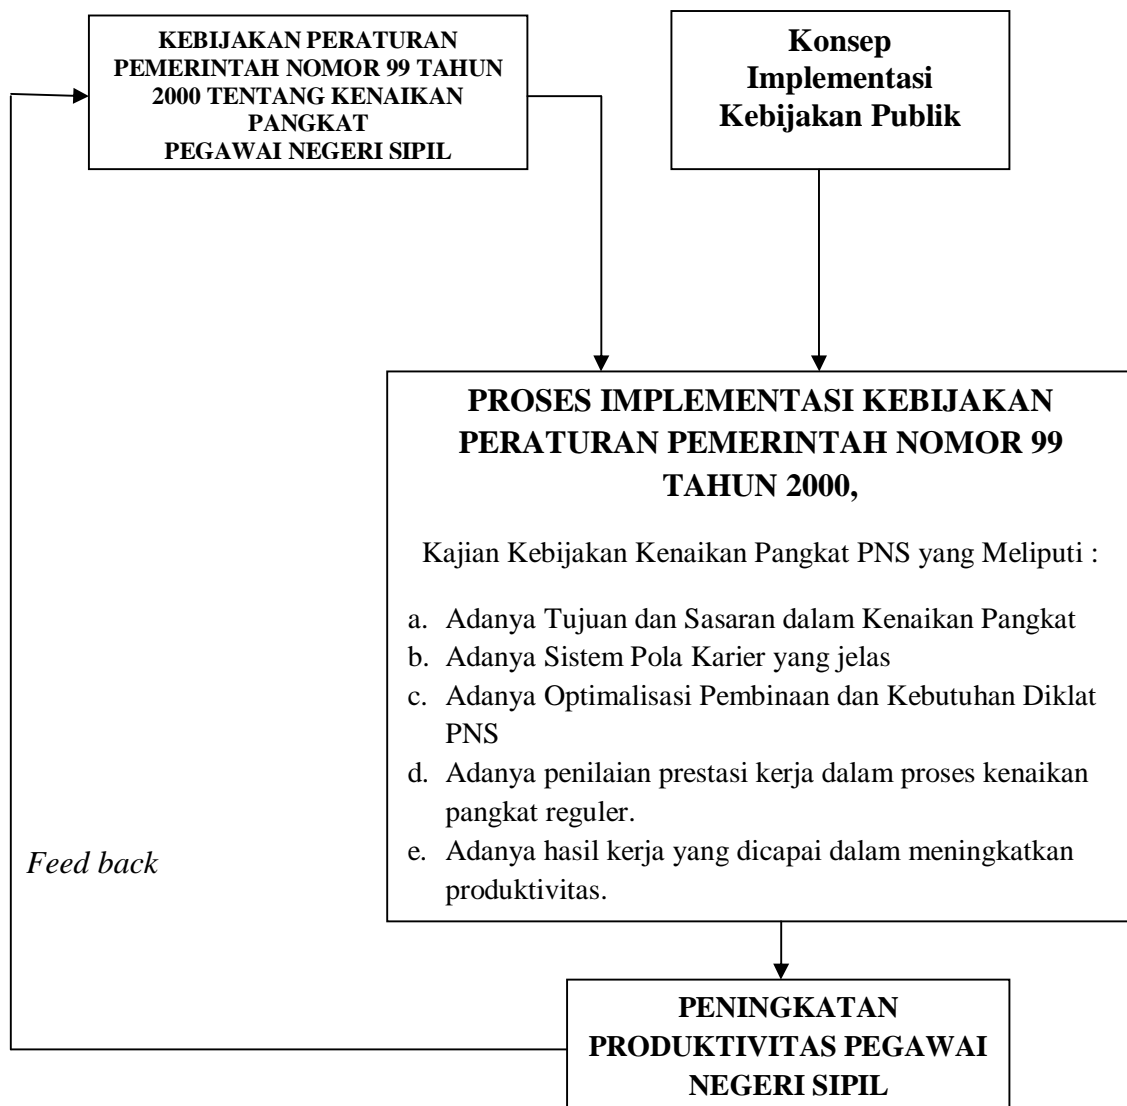 KEBIJAKAN PERATURAN
PEMERINTAH NOMOR 99 TAHUN
2000 TENTANG KENAIKAN
PANGKAT
PEGAWAI NEGERI SIPIL
Konsep
Implementasi
Kebijakan Publik
PROSES IMPLEMENTASI KEBIJAKAN
PERATURAN PEMERINTAH NOMOR 99
TAHUN 2000,
Kajian Kebijakan Kenaikan Pangkat PNS yang Meliputi :
a. Adanya Tujuan dan Sasaran dalam Kenaikan Pangkat
b. Adanya Sistem Pola Karier yang jelas
c. Adanya Optimalisasi Pembinaan dan Kebutuhan Diklat
PNS
d. Adanya penilaian prestasi kerja dalam proses kenaikan
pangkat reguler.
e. Adanya hasil kerja yang dicapai dalam meningkatkan
produktivitas.
Feed back
PENINGKATAN
PRODUKTIVITAS PEGAWAI
NEGERI SIPIL